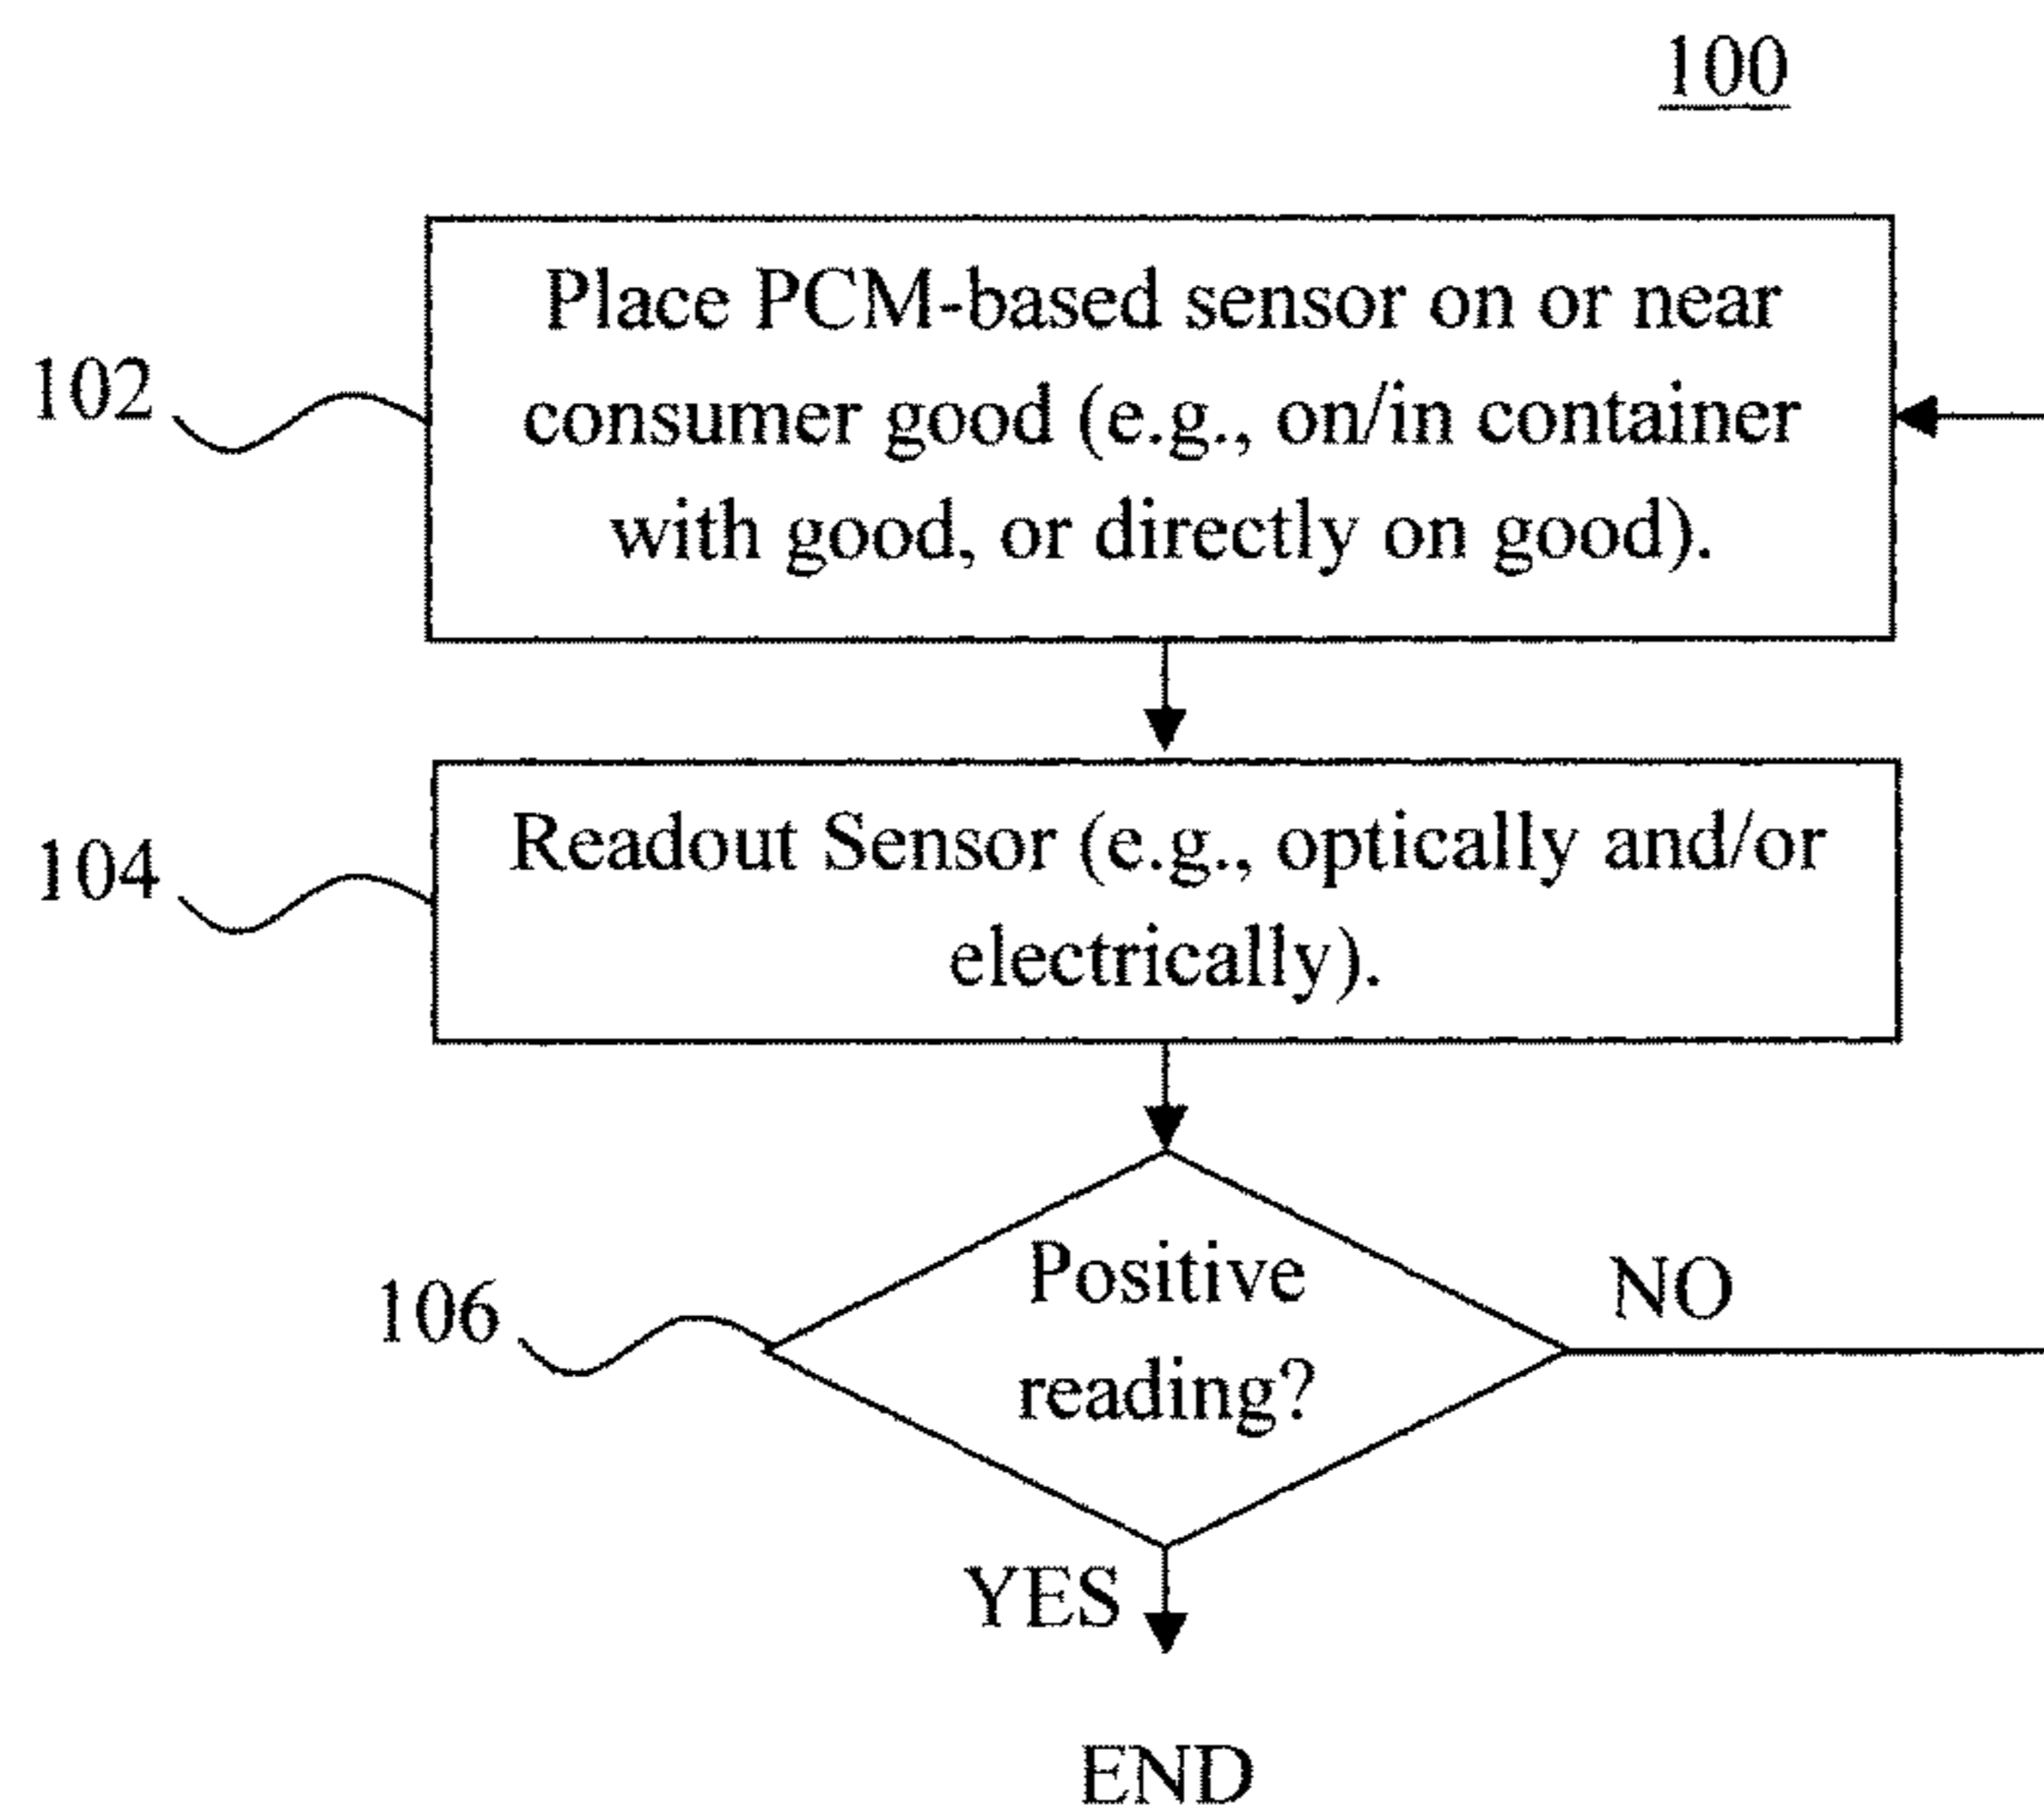 100
Place PCM-based sensor on or near
consumer good (e.g., on/in container
with good, or directly on good).
102
Readout Sensor (e.g., optically and/or
electrically).
104
Positive
reading?
106
NO
YES
END